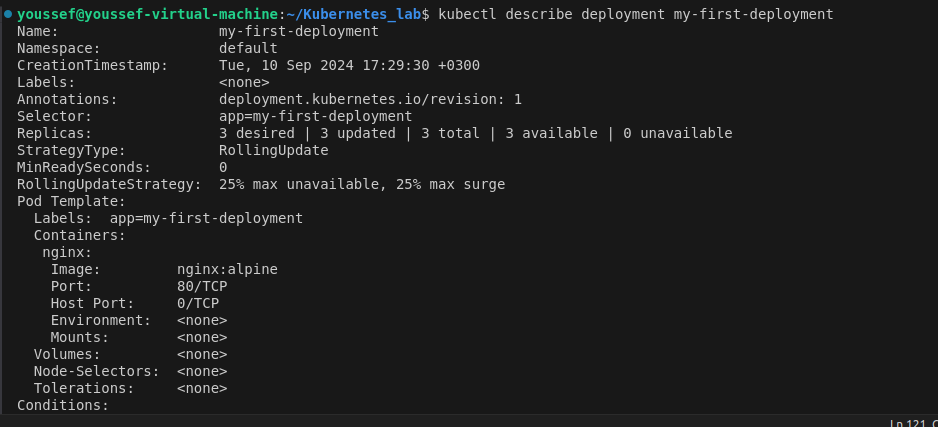 youssef@youssef-virtual-machine:~/Kubernetes_lab$ kubectl describe deployment my-first-deployment
Name:                   my-first-deployment
Namespace:              default
CreationTimestamp:      Tue, 10 Sep 2024 17:29:30 +0300
Labels:                 <none>
Annotations:            deployment.kubernetes.io/revision: 1
Selector:               app=my-first-deployment
Replicas:               3 desired | 3 updated | 3 total | 3 available | 0 unavailable
StrategyType:           RollingUpdate
MinReadySeconds:        0
RollingUpdateStrategy:  25% max unavailable, 25% max surge
Pod Template:
  Labels:  app=my-first-deployment
  Containers:
   nginx:
    Image:         nginx:alpine
    Port:          80/TCP
    Host Port:     0/TCP
    Environment:   <none>
    Mounts:        <none>
  Volumes:         <none>
  Node-Selectors:  <none>
  Tolerations:     <none>
Conditions:
Ln 121, C